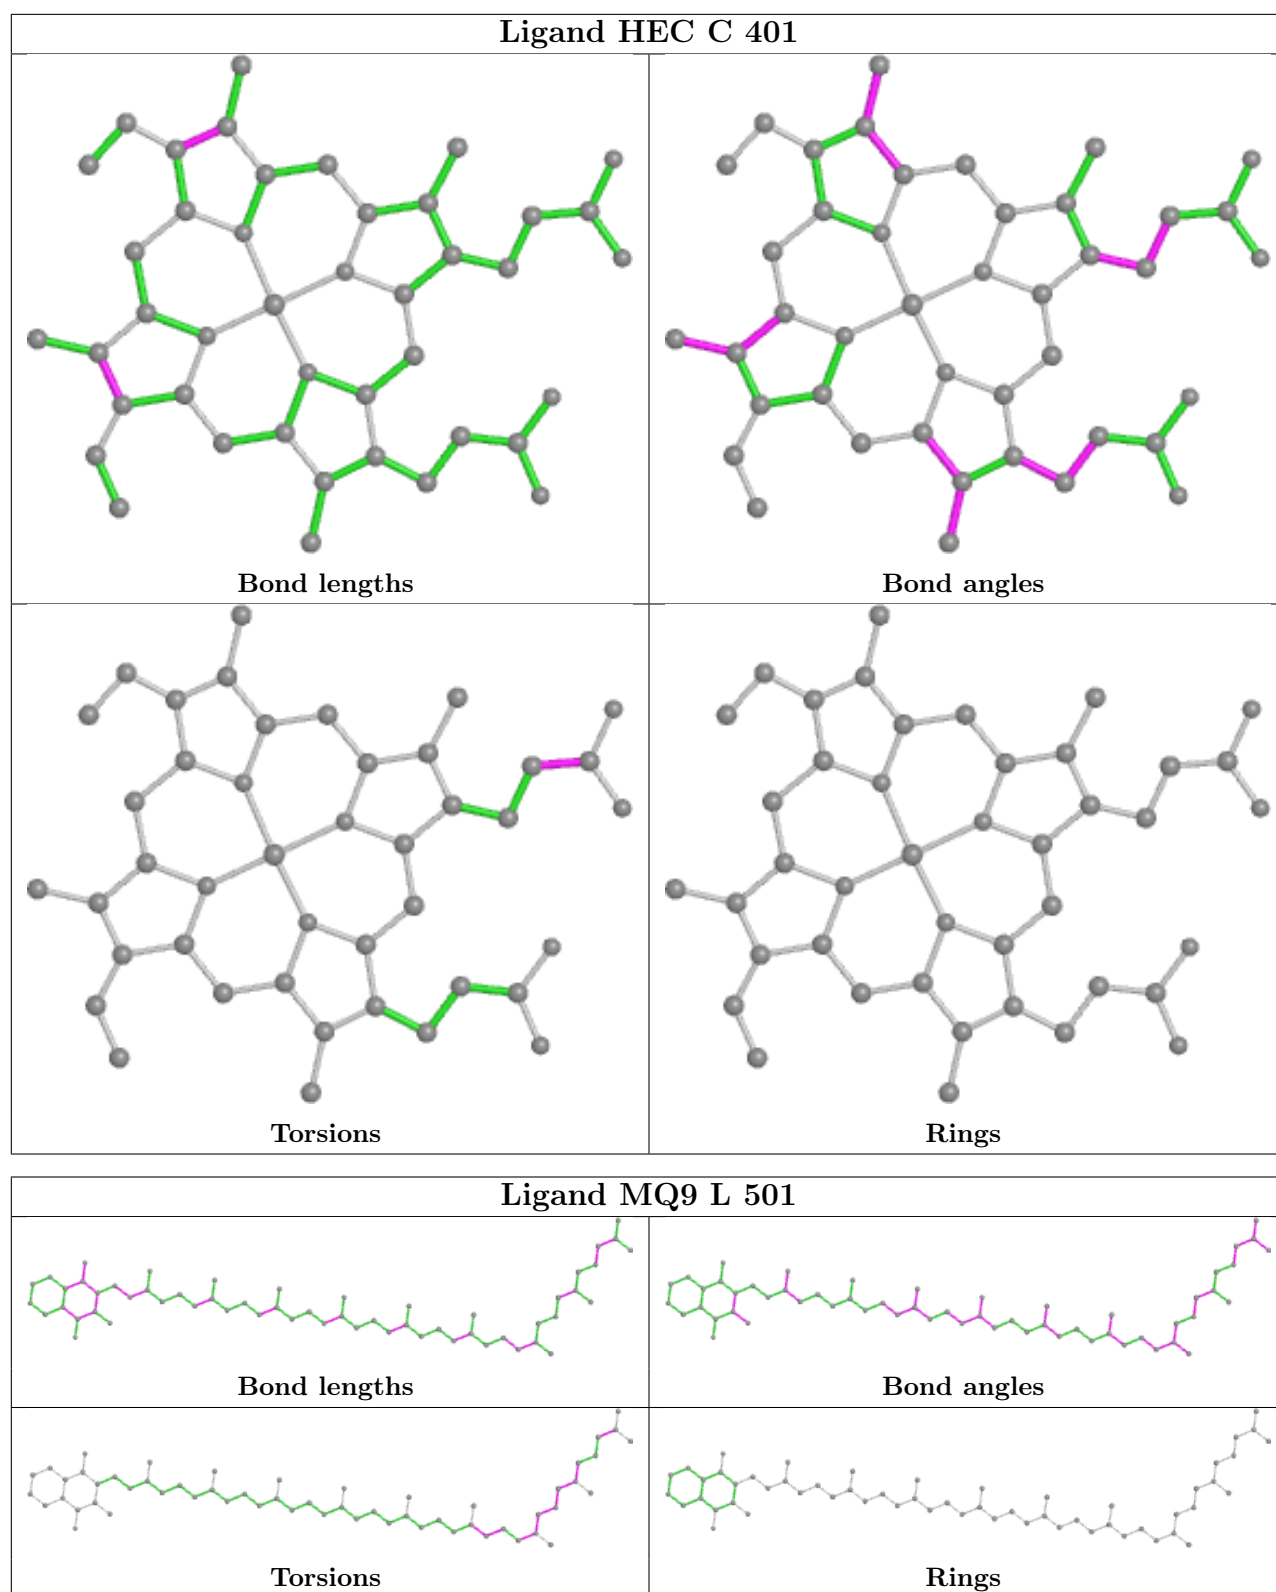 Ligand HEC C 401
Bond lengths
Bond angles
Torsions
Rings
Ligand MQ9 L 501
Bond lengths
Bond angles
Torsions
Rings